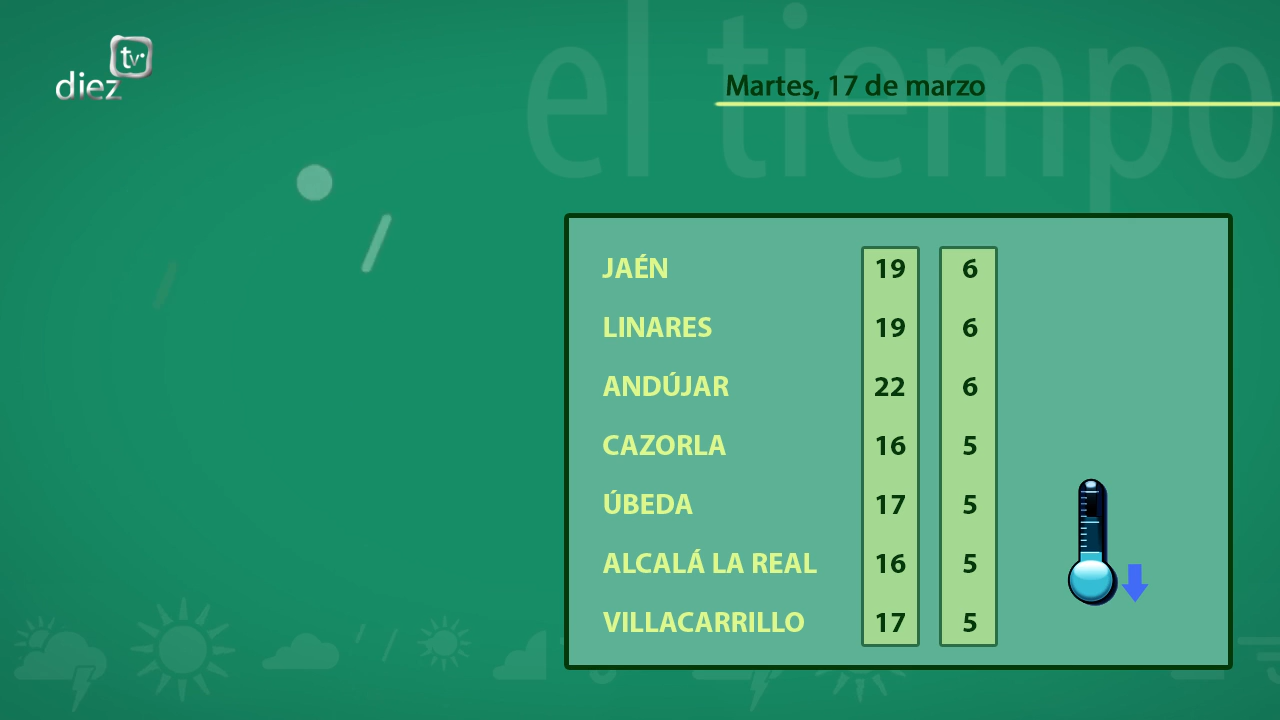 tv
diez
el tiempo
Martes, 17 de marzo
JAÉN 19 6
LINARES 19 6
ANDÚJAR 22 6
CAZORLA 16 5
ÚBEDA 17 5
ALCALÁ LA REAL 16 5
VILLACARRILLO 17 5